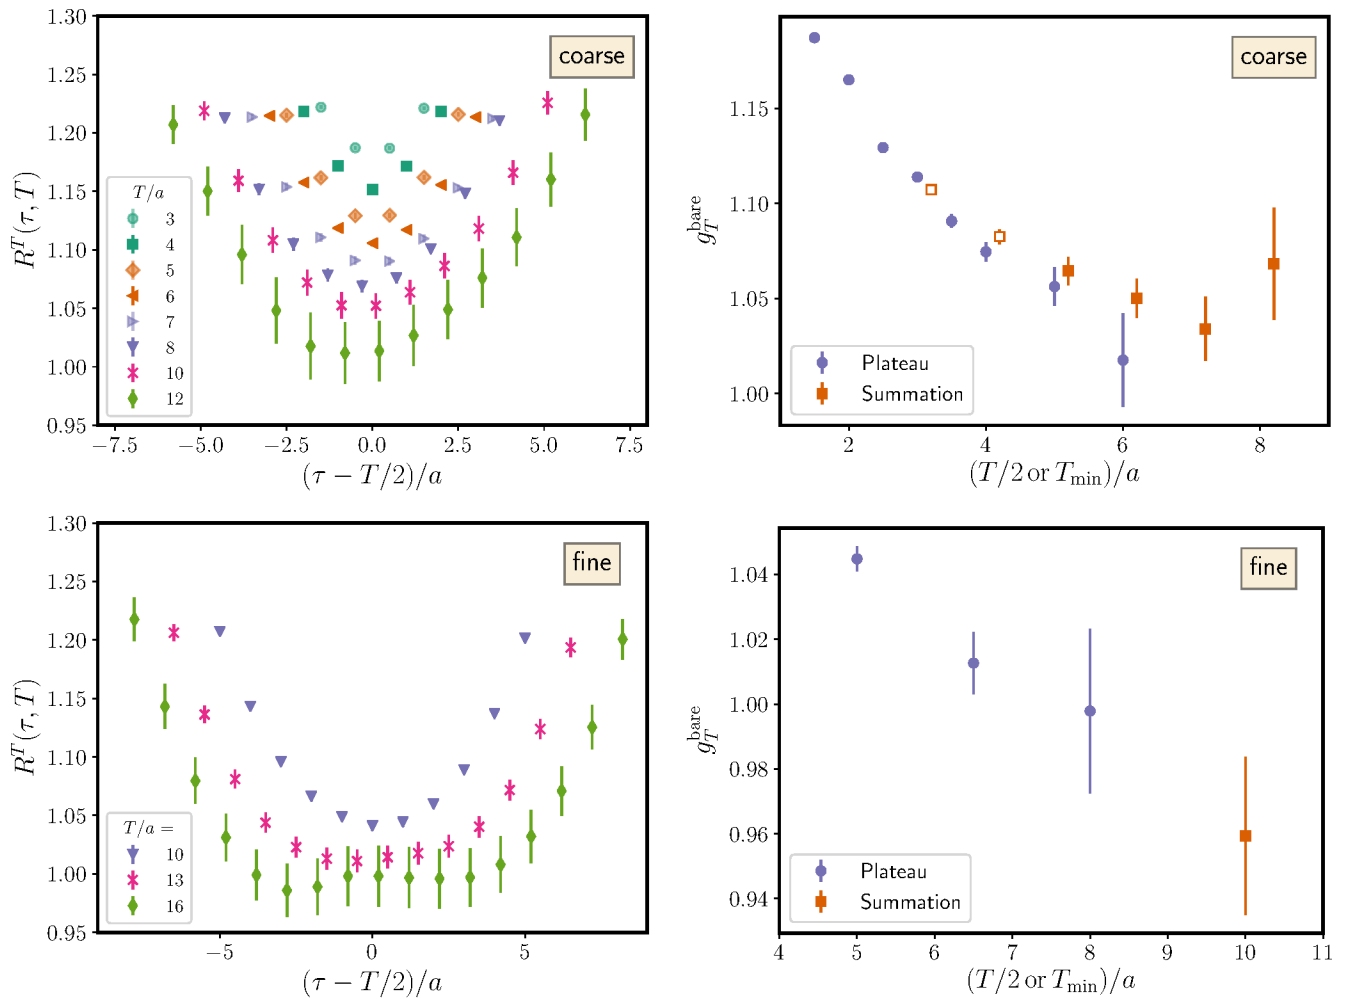 1.30
1.25
1.20
1.15
1.10
1.05
1.00
0.95
R^T(τ, T)
coarse
T/a
3
4
5
6
7
8
10
12
−7.5 −5.0 −2.5 0.0 2.5 5.0 7.5
(τ − T/2)/a
1.15
1.10
1.05
1.00
g_T^bare
coarse
Plateau
Summation
2 4 6 8
(T/2 or T_min)/a
1.30
1.25
1.20
1.15
1.10
1.05
1.00
0.95
R^T(τ, T)
fine
T/a =
10
13
16
−5 0 5
(τ − T/2)/a
1.04
1.02
1.00
0.98
0.96
0.94
g_T^bare
fine
Plateau
Summation
4 5 6 7 8 9 10 11
(T/2 or T_min)/a